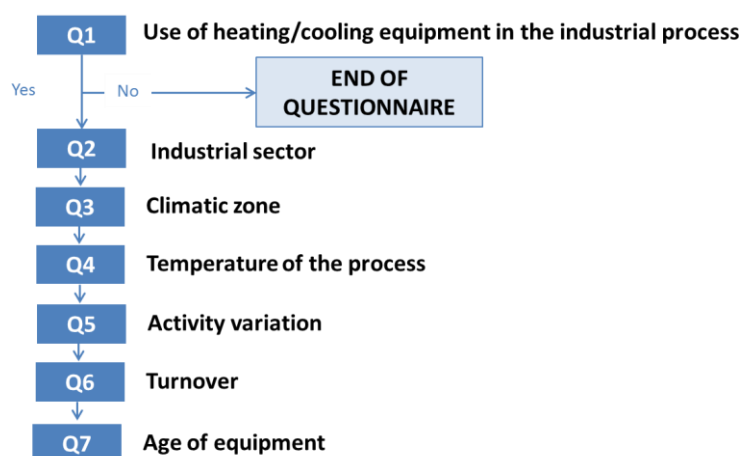 Q1 Use of heating/cooling equipment in the industrial process
Yes No END OF
QUESTIONNAIRE
Q2 Industrial sector
Q3 Climatic zone
Q4 Temperature of the process
Q5 Activity variation
Q6 Turnover
Q7 Age of equipment